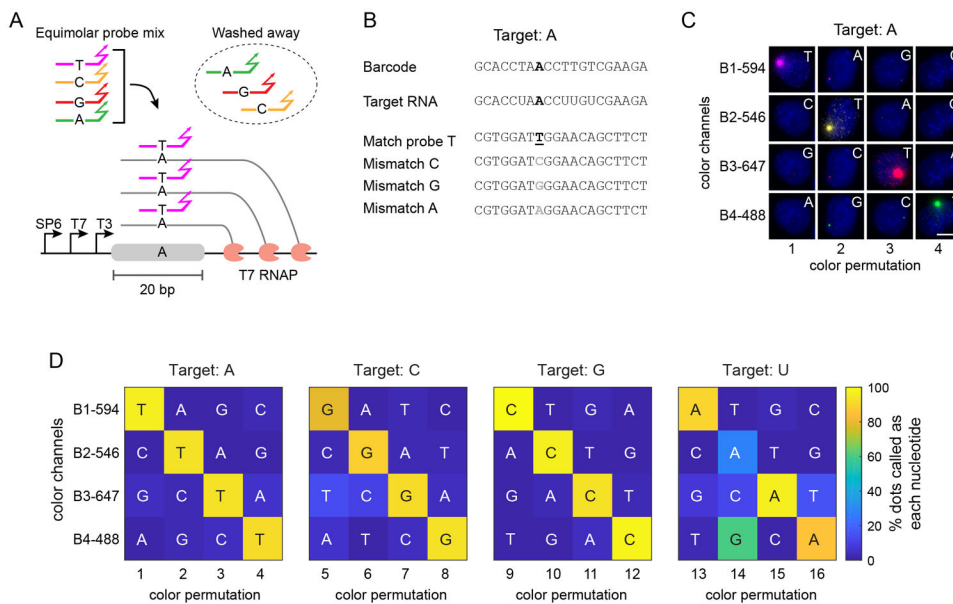 A
Equimolar probe mix
Washed away
T
C
G
A
A
G
C
T
A
T
A
T
A
SP6 T7 T3
A
T7 RNAP
20 bp
B
Target: A
Barcode GCACCTAACCTTGTCGAAGA
Target RNA GCACCUAACCUUGUCGAAGA
Match probe T CGTGGATTGGAACAGCTTCT
Mismatch C CGTGGATCGGAACAGCTTCT
Mismatch G CGTGGATGGGAACAGCTTCT
Mismatch A CGTGGATAGGAACAGCTTCT
C
Target: A
color channels
B1-594 T A G C
B2-546 C T A G
B3-647 G C T A
B4-488 A G C
1 2 3 4
color permutation
D
Target: A Target: C Target: G Target: U
color channels
B1-594 T A G C G A T C C T G A A T G C
B2-546 C T A G C G A T A C T G C A T G
B3-647 G C T A T C G A G A C T G C A T
B4-488 A G C T A T C G T G A C T G C A
1 2 3 4 5 6 7 8 9 10 11 12 13 14 15 16
color permutation color permutation color permutation color permutation
100
80
60
40
20
0
% dots called as
each nucleotide